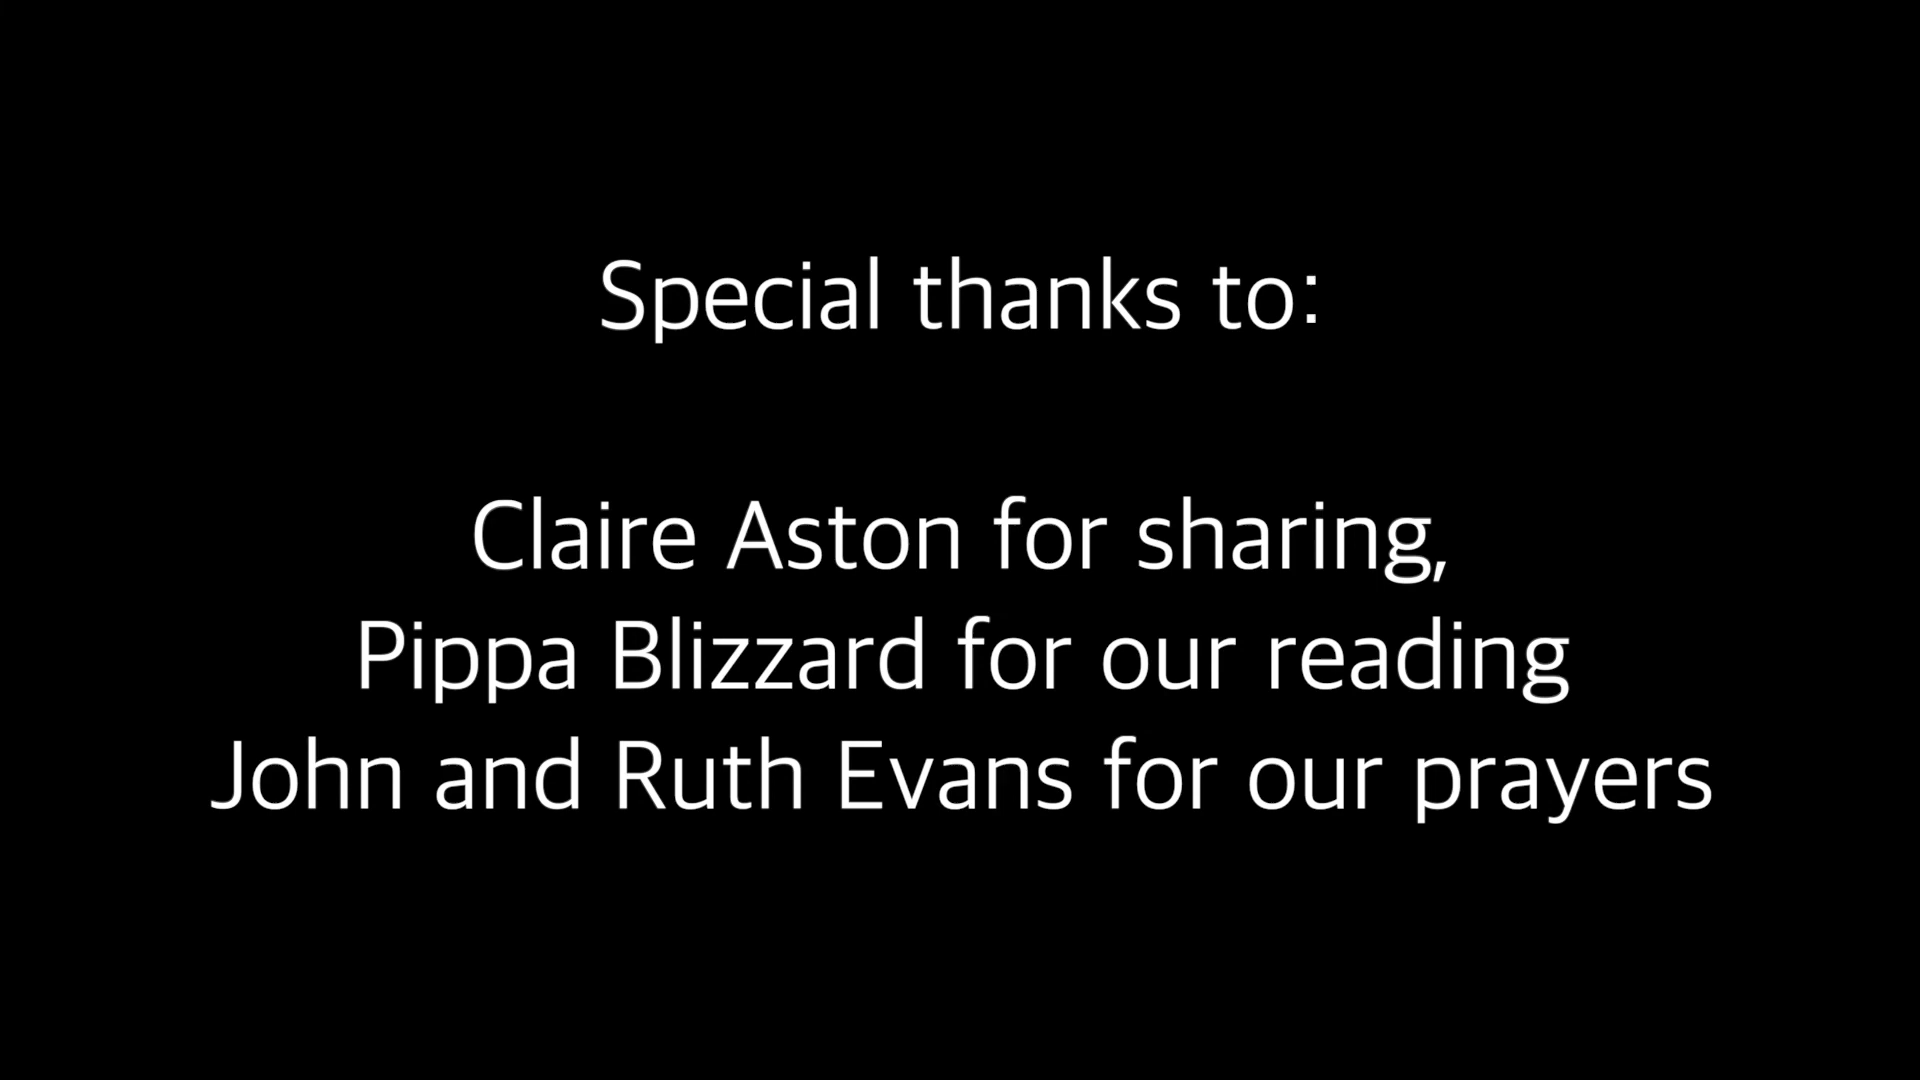 Special thanks to:
Claire Aston for sharing,
Pippa Blizzard for our reading
John and Ruth Evans for our prayers